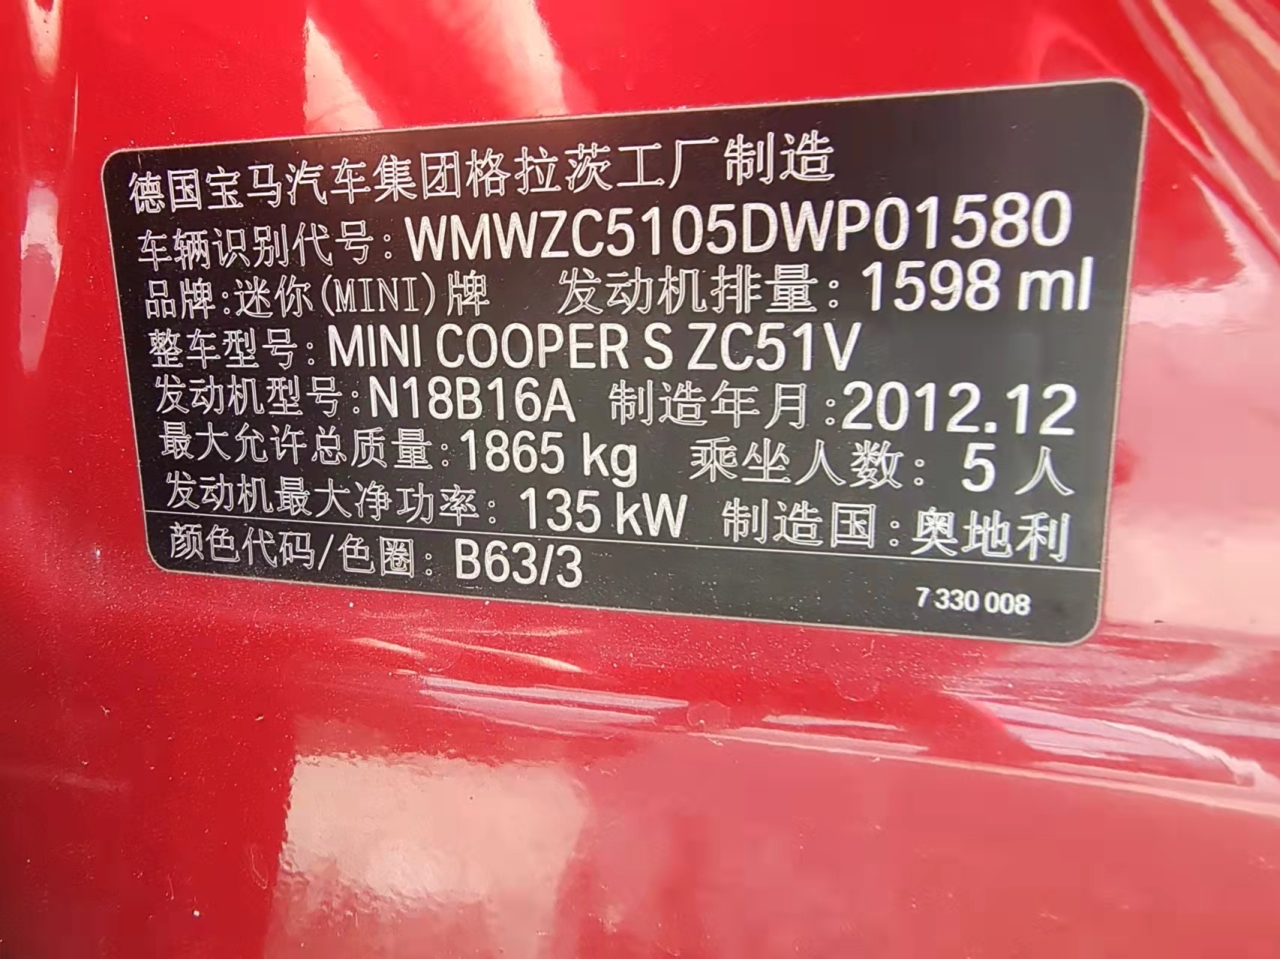 德国宝马汽车集团格拉茨工厂制造
车辆识别代号: WMWZC5105DWP01580
品牌:迷你(MINI)牌 发动机排量: 1598 ml
整车型号: MINI COOPER S ZC51V
发动机型号:N18B16A 制造年月:2012.12
最大允许总质量:1865 kg 乘坐人数: 5 人
发动机最大净功率: 135 kW 制造国:奥地利
颜色代码/色圈: B63/3
7 330 008